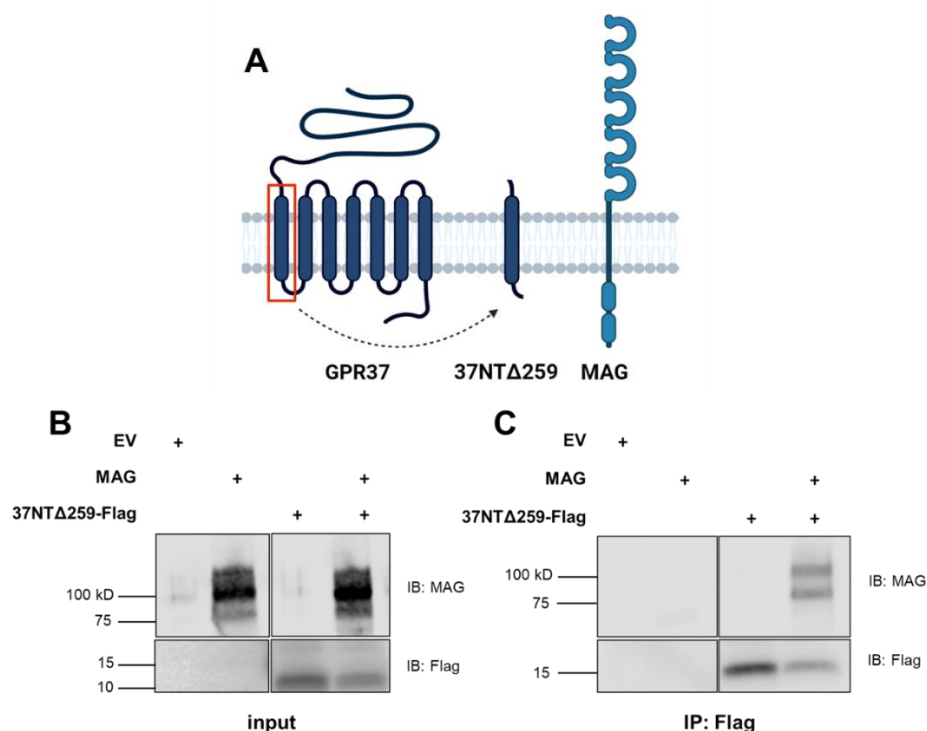 A
GPR37 37NTΔ259 MAG
B
EV +
MAG + +
37NTΔ259-Flag + +
100 kD
75
IB: MAG
15
10
IB: Flag
input
C
EV +
MAG + +
37NTΔ259-Flag + +
100 kD
75
IB: MAG
15
IB: Flag
IP: Flag